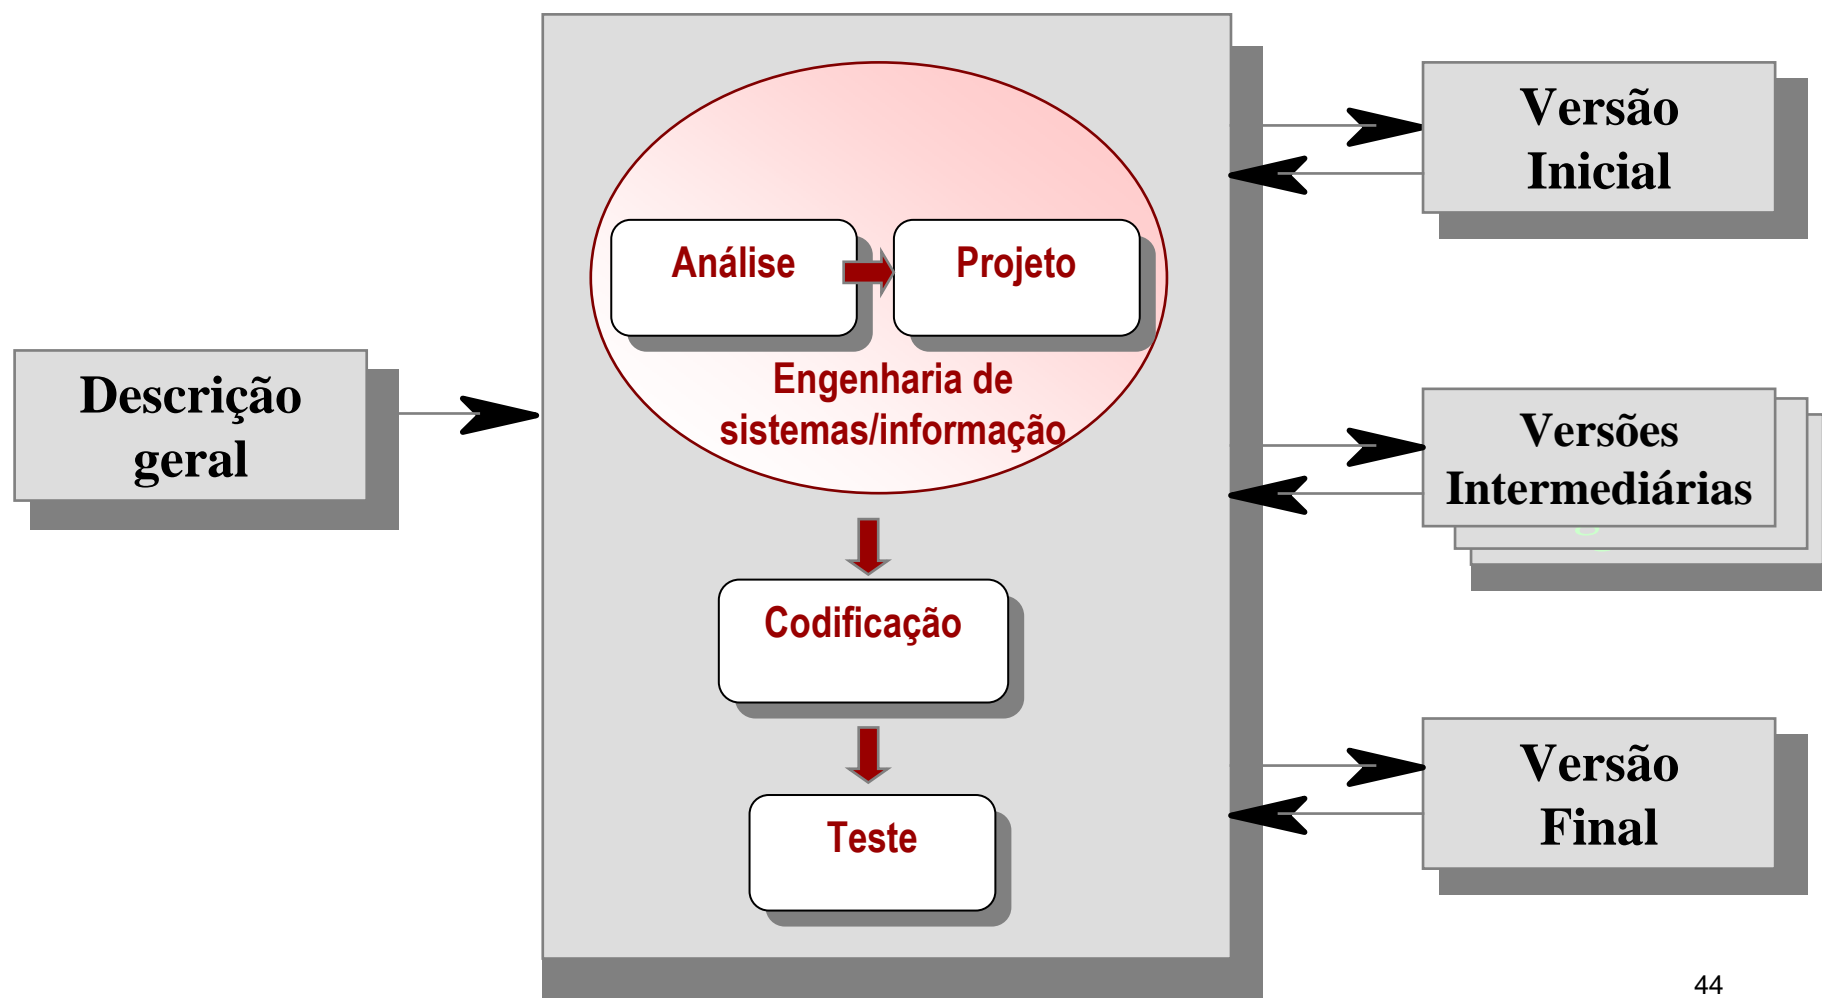 Descrição
geral
Análise
Projeto
Engenharia de
sistemas/informação
Codificação
Teste
Versão
Inicial
Versões
Intermediárias
Versão
Final
44